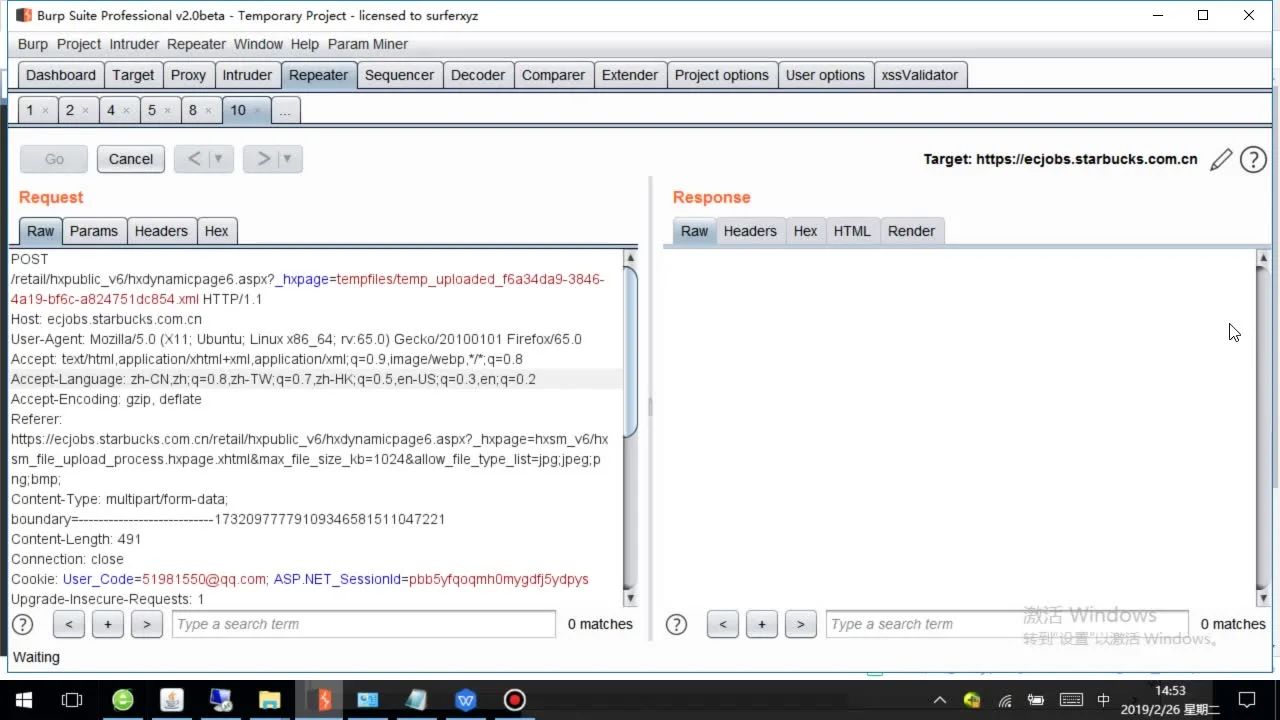 Burp Suite Professional v2.0beta - Temporary Project - licensed to surferxyz
Burp Project Intruder Repeater Window Help Param Miner
Dashboard Target Proxy Intruder Repeater Sequencer Decoder Comparer Extender Project options User options xssValidator
1 × 2 × 4 × 5 × 8 × 10 × ...
Go Cancel < ▼ > ▼ Target: https://ecjobs.starbucks.com.cn ?
Request
Raw Params Headers Hex
POST
/retail/hxpublic_v6/hxdynamicpage6.aspx?_hxpage=tempfiles/temp_uploaded_f6a34da9-3846-
4a19-bf6c-a824751dc854.xml HTTP/1.1
Host: ecjobs.starbucks.com.cn
User-Agent: Mozilla/5.0 (X11; Ubuntu; Linux x86_64; rv:65.0) Gecko/20100101 Firefox/65.0
Accept: text/html,application/xhtml+xml,application/xml;q=0.9,image/webp,*/*;q=0.8
Accept-Language: zh-CN,zh;q=0.8,zh-TW;q=0.7,zh-HK;q=0.5,en-US;q=0.3,en;q=0.2
Accept-Encoding: gzip, deflate
Referer:
https://ecjobs.starbucks.com.cn/retail/hxpublic_v6/hxdynamicpage6.aspx?_hxpage=hxsm_v6/hx
sm_file_upload_process.hxpage.xhtml&max_file_size_kb=1024&allow_file_type_list=jpg;jpeg;p
ng;bmp;
Content-Type: multipart/form-data;
boundary=---------------------------17320977779109346581511047221
Content-Length: 491
Connection: close
Cookie: User_Code=51981550@qq.com; ASP.NET_SessionId=pbb5yfqoqmh0mygdfj5ydpys
Upgrade-Insecure-Requests: 1
? < + > Type a search term 0 matches
Response
Raw Headers Hex HTML Render
? < + > Type a search term 0 matches
激活 Windows
转到"设置"以激活 Windows。
Waiting
中
14:53
2019/2/26 星期二